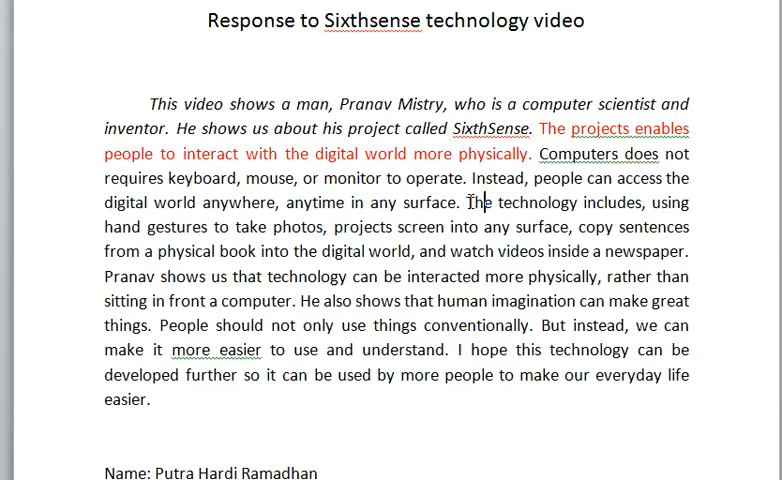 Response to Sixthsense technology video
This video shows a man, Pranav Mistry, who is a computer scientist and
inventor. He shows us about his project called SixthSense. The projects enables
people to interact with the digital world more physically. Computers does not
requires keyboard, mouse, or monitor to operate. Instead, people can access the
digital world anywhere, anytime in any surface. The technology includes, using
hand gestures to take photos, projects screen into any surface, copy sentences
from a physical book into the digital world, and watch videos inside a newspaper.
Pranav shows us that technology can be interacted more physically, rather than
sitting in front a computer. He also shows that human imagination can make great
things. People should not only use things conventionally. But instead, we can
make it more easier to use and understand. I hope this technology can be
developed further so it can be used by more people to make our everyday life
easier.
Name: Putra Hardi Ramadhan